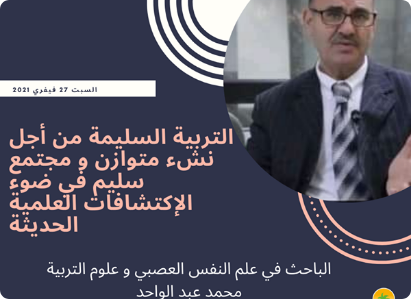 السبت 27 فيفري 2021
التربية السليمة من أجل
نشء متوازن و مجتمع
سليم في ضوء
الإكتشافات العلمية
الحديثة
الباحث في علم النفس العصبي و علوم التربية
محمد عبد الواحد